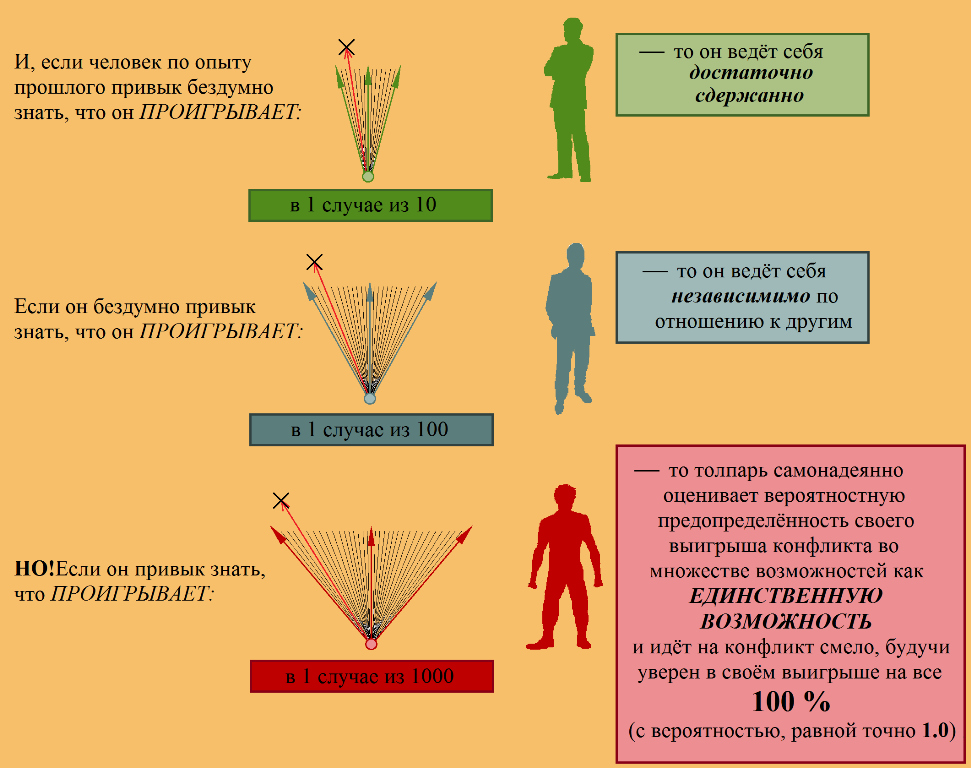 И, если человек по опыту
прошлого привык бездумно
знать, что он ПРОИГРЫВАЕТ:
в 1 случае из 10
— то он ведёт себя
достаточно
сдержанно
Если он бездумно привык
знать, что он ПРОИГРЫВАЕТ:
в 1 случае из 100
— то он ведёт себя
независимимо по
отношению к другим
НО!Если он привык знать,
что ПРОИГРЫВАЕТ:
в 1 случае из 1000
— то толпарь самонадеянно
оценивает вероятностную
предопределённость своего
выигрыша конфликта во
множестве возможностей как
ЕДИНСТВЕННУЮ
ВОЗМОЖНОСТЬ
и идёт на конфликт смело, будучи
уверен в своём выигрыше на все
100 %
(с вероятностью, равной точно 1.0)